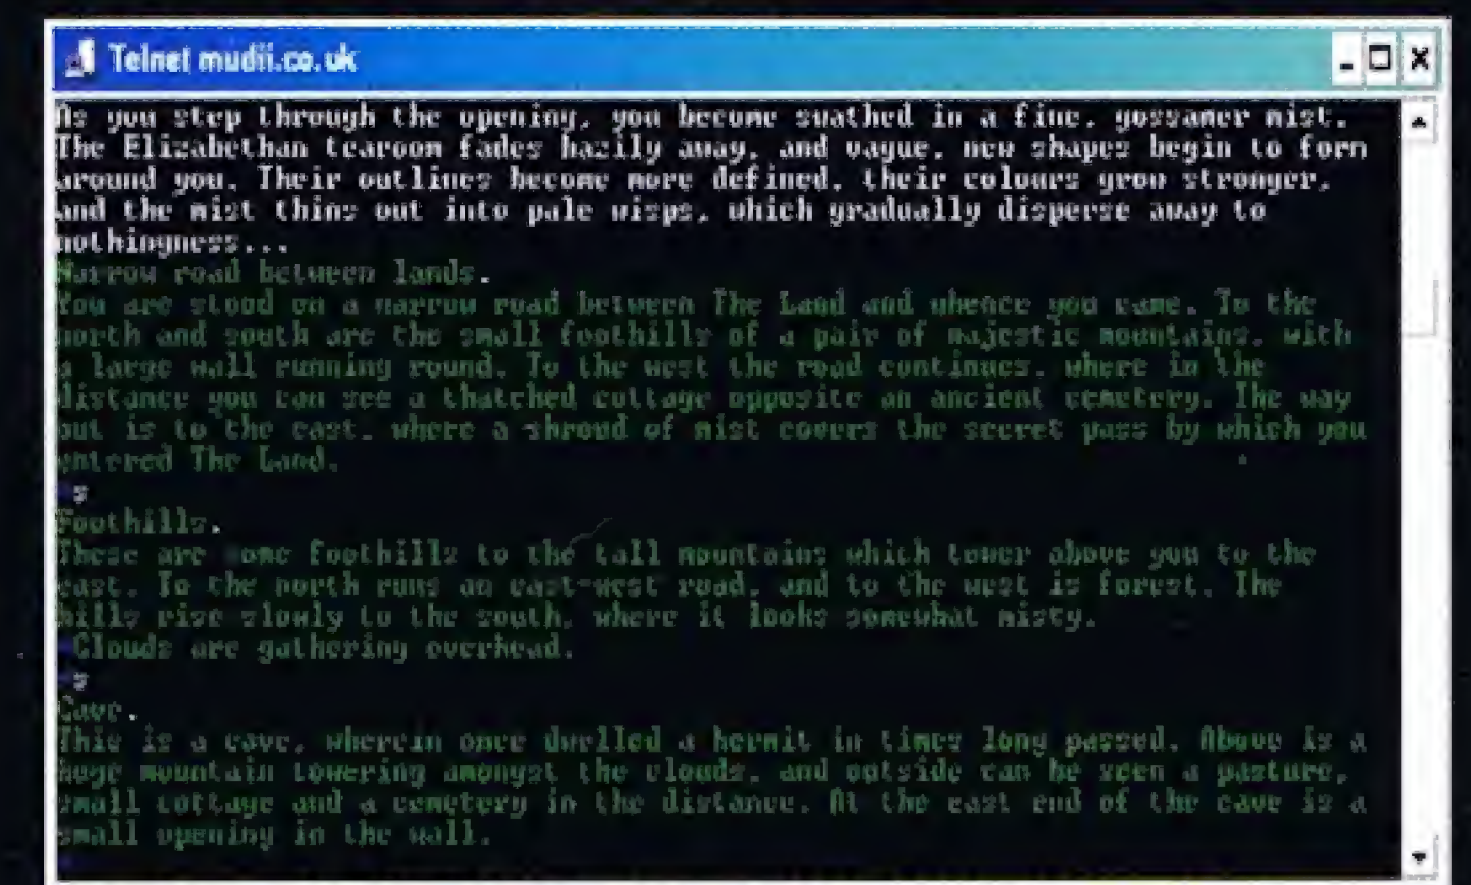 Telnet mudii.co.uk
As you step through the opening, you become swathed in a fine, gossamer mist.
The Elizabethan tearoom fades hazily away, and vague, new shapes begin to form
around you. Their outlines become more defined, their colours grow stronger,
and the mist thins out into pale wisps, which gradually disperse away to
nothingness...
Narrow road between lands.
You are stood on a narrow road between The Land and whence you came. To the
north and south are the small foothills of a pair of majestic mountains, with
a large wall running round. To the west the road continues, where in the
distance you can see a thatched cottage opposite an ancient cemetery. The way
out is to the east, where a shroud of mist covers the secret pass by which you
entered The Land.
*s
Foothills.
These are some foothills to the tall mountains which tower above you to the
east. To the north runs an east-west road, and to the west is forest. The
hills rise slowly to the south, where it looks somewhat misty.
*Clouds are gathering overhead.
*s
Cave.
This is a cave, wherein once dwelled a hermit in times long passed. Above is a
huge mountain towering amongst the clouds, and outside can be seen a pasture,
small cottage and a cemetery in the distance. At the east end of the cave is a
small opening in the wall.
*